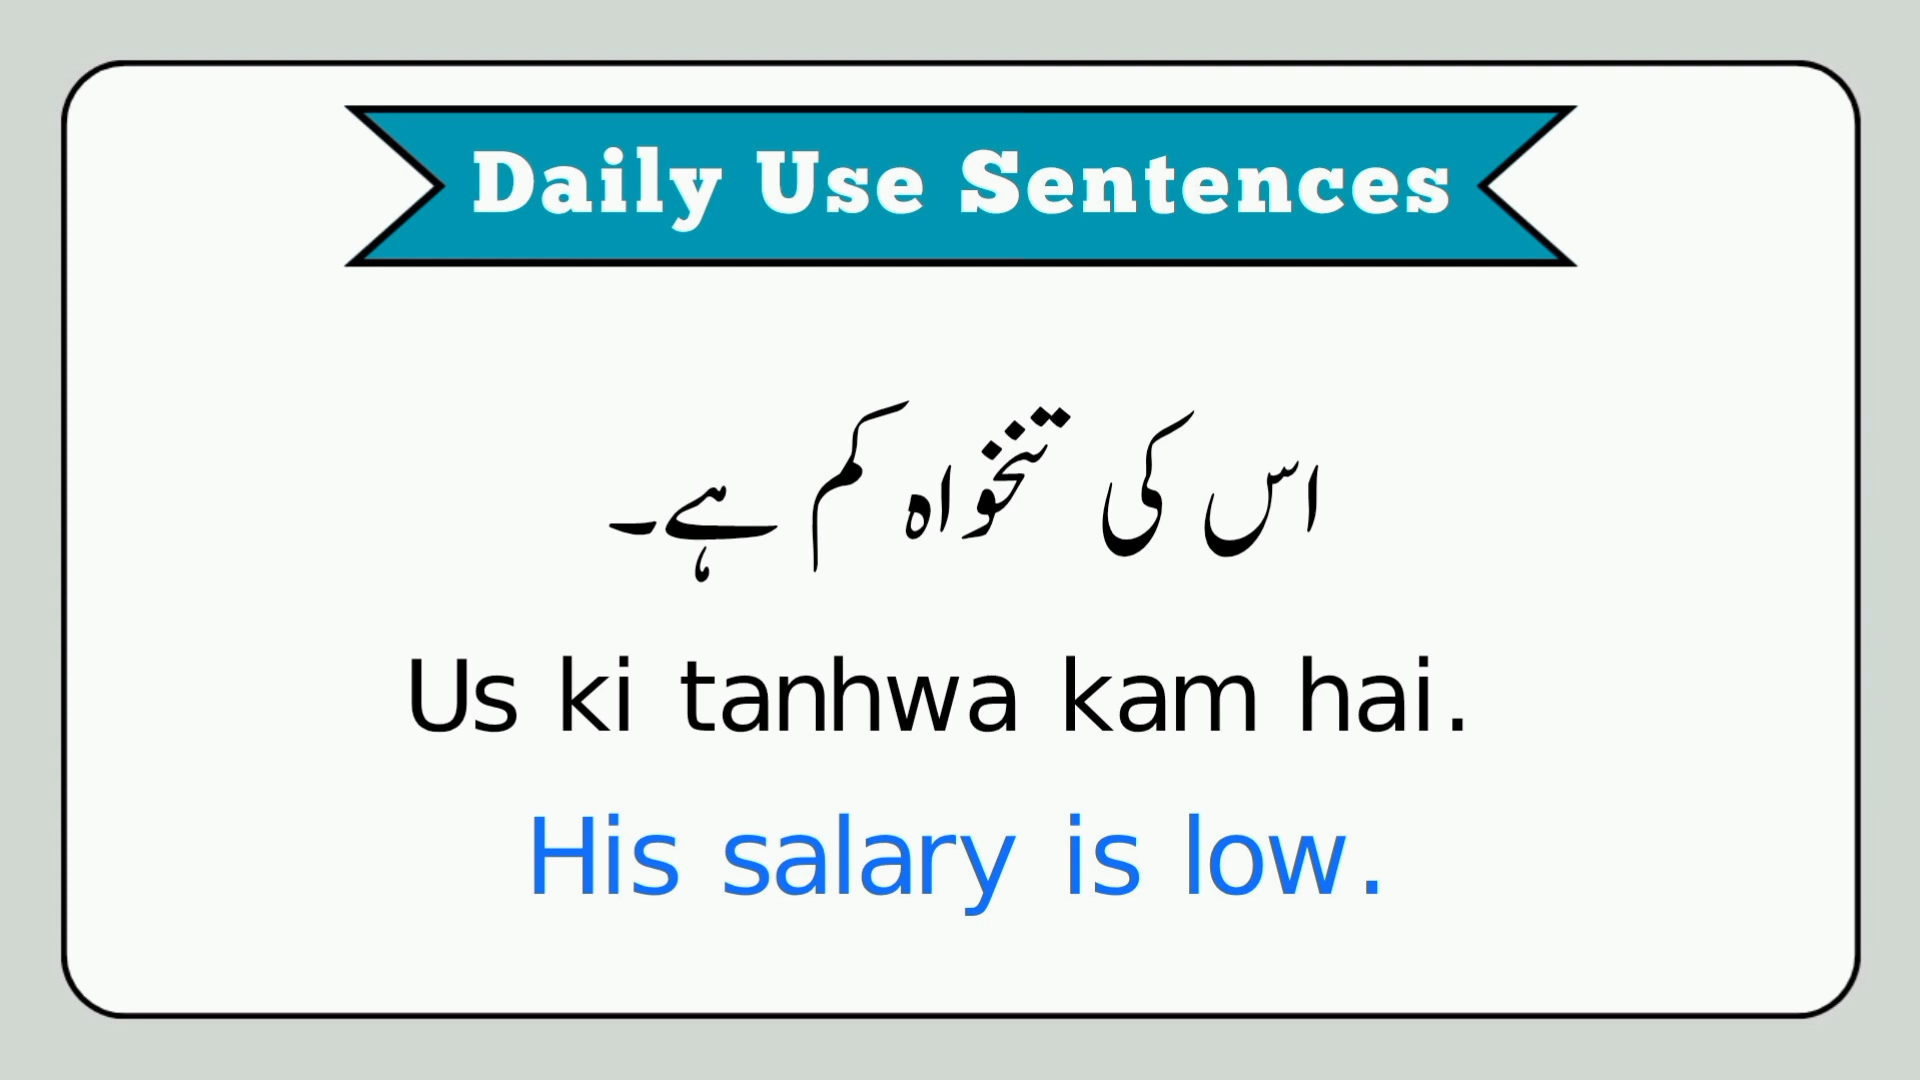 Daily Use Sentences
اس کی تنخواہ کم ہے۔
Us ki tanhwa kam hai.
His salary is low.